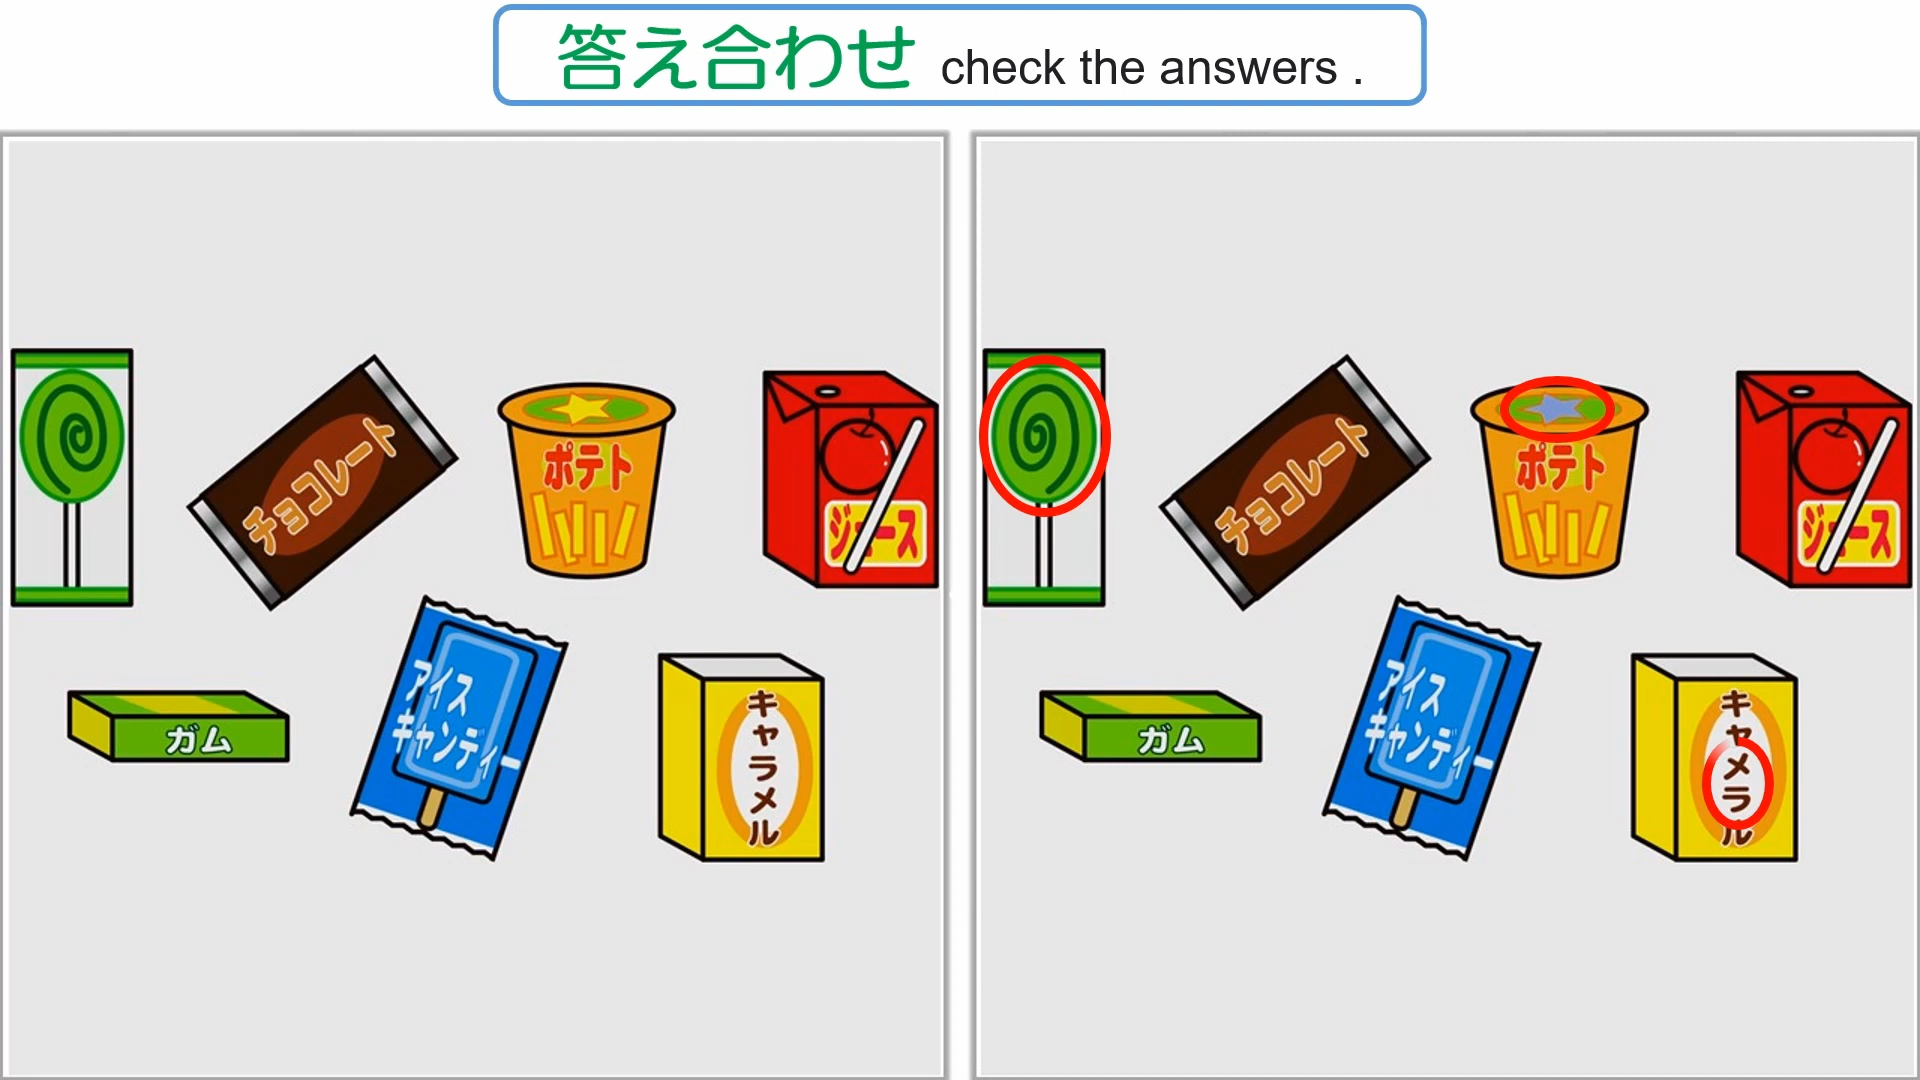 答え合わせ check the answers .
チョコレート
ポテト
ジュース
ガム
アイス
キャンディー
キャラメル
チョコレート
ポテト
ジュース
ガム
アイス
キャンディー
キャメラル